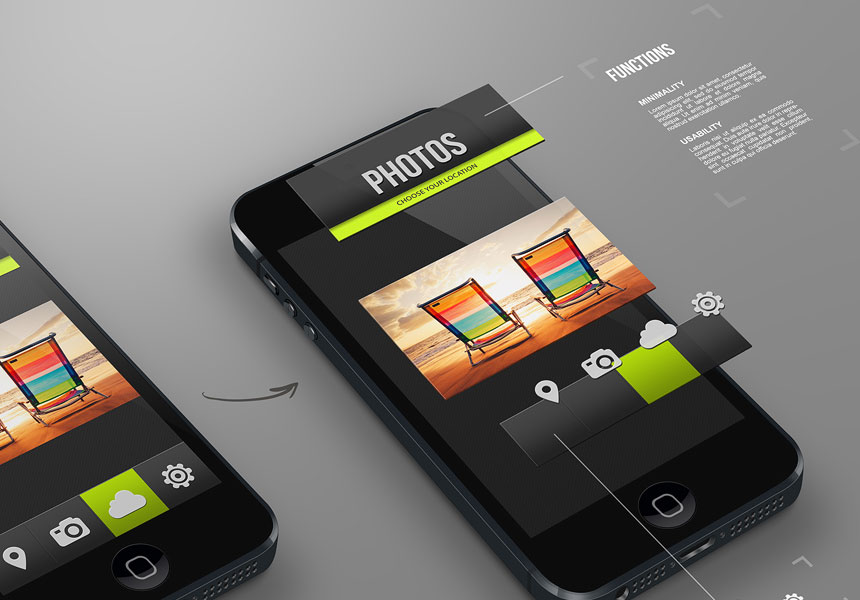 PHOTOS
CHOOSE YOUR LOCATION
FUNCTIONS
MINIMALITY
Lorem ipsum dolor sit amet, consectetur
adipisicing elit, sed do eiusmod tempor
incididunt ut labore et dolore magna
aliqua. Ut enim ad minim veniam, quis
nostrud exercitation ullamco
USABILITY
Laboris nisi ut aliquip ex ea commodo
consequat. Duis aute irure dolor in repre-
henderit in voluptate velit esse cillum
dolore eu fugiat nulla pariatur. Excepteur
sint occaecat cupidatat non proident,
sunt in culpa qui officia deserunt.